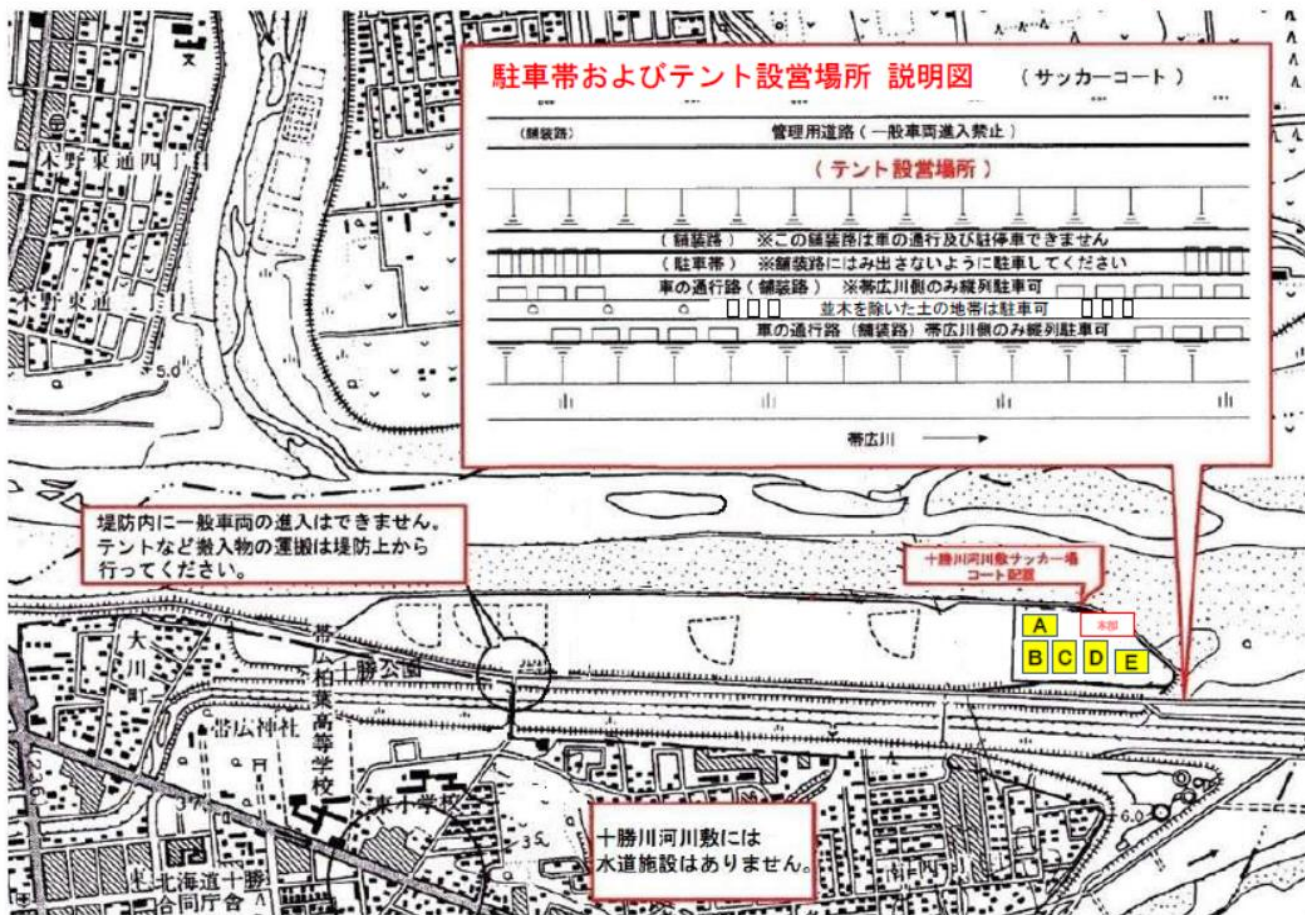 駐車帯およびテント設営場所 説明図 （サッカーコート）
（舗装路） 管理用道路（一般車両進入禁止）
（テント設営場所）
（舗装路） ※この舗装路は車の通行及び駐停車できません
（駐車帯） ※舗装路にはみ出さないように駐車してください
車の通行路（舗装路） ※帯広川側のみ縦列駐車可
並木を除いた土の地帯は駐車可
車の通行路（舗装路）帯広川側のみ縦列駐車可
帯広川
木野東通四丁目
木野東通二丁目
5.0
堤防内に一般車両の進入はできません。
テントなど搬入物の運搬は堤防上から
行ってください。
十勝川河川敷サッカー場
コート配置
A
本部
B C D E
大川町
十勝公園
帯広柏葉高等学校
帯広神社
236
37
東小学校
35
6.0
十勝川河川敷には
水道施設はありません。
東
北海道十勝
合同庁舎